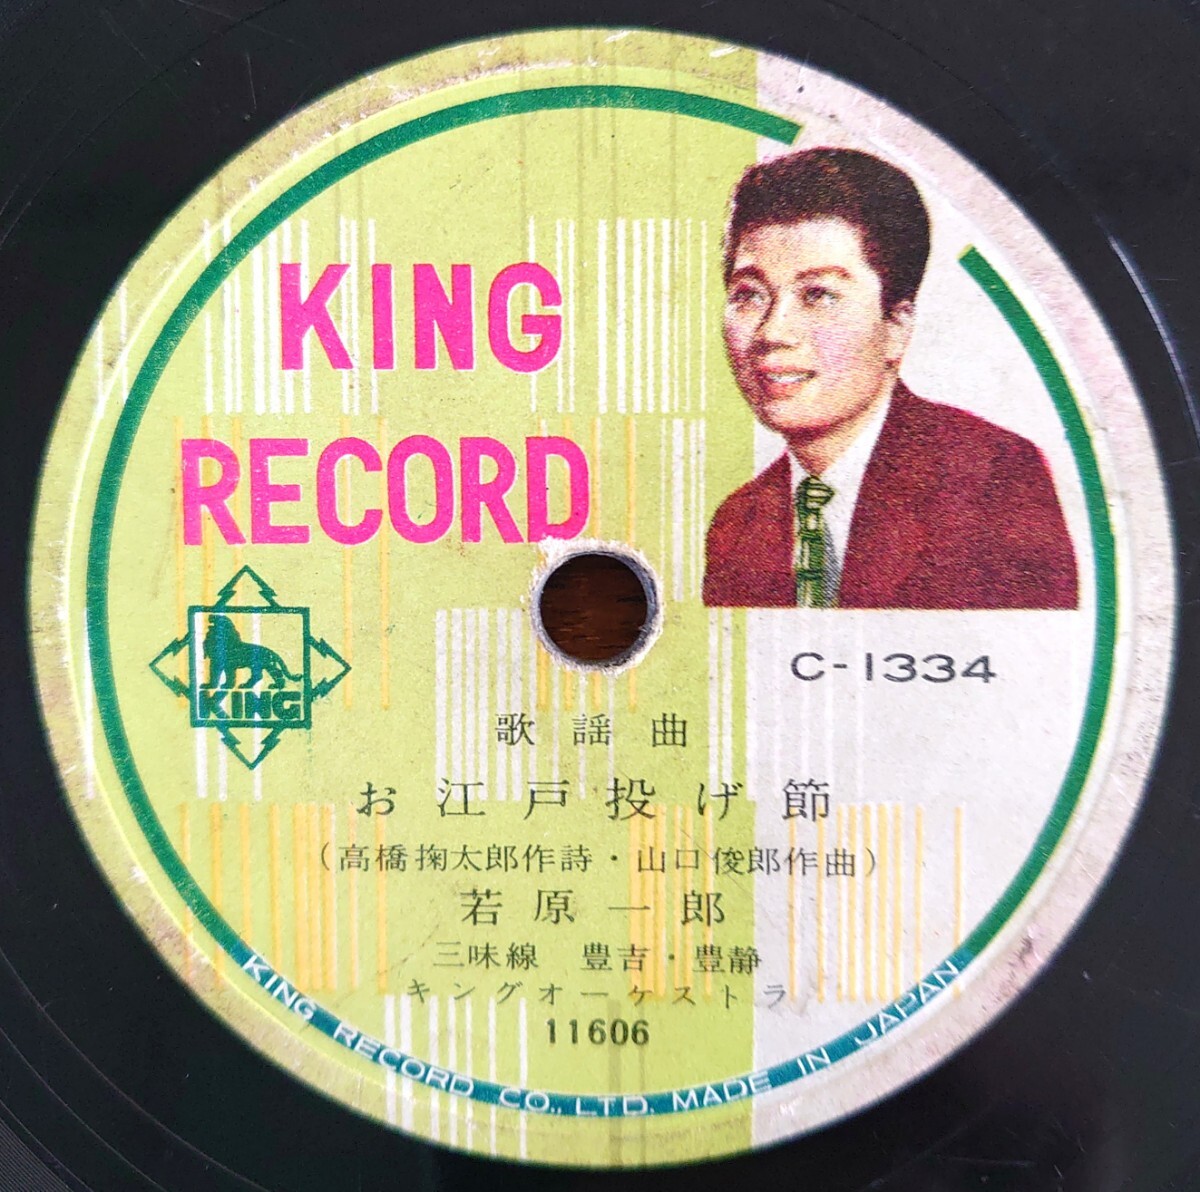 KING
RECORD
KING
C-1334
歌謡曲
お江戸投げ節
(高橋掬太郎作詩・山口俊郎作曲)
若原一郎
三味線 豊吉・豊静
キングオーケストラ
11606
KING RECORD CO., LTD. MADE IN JAPAN